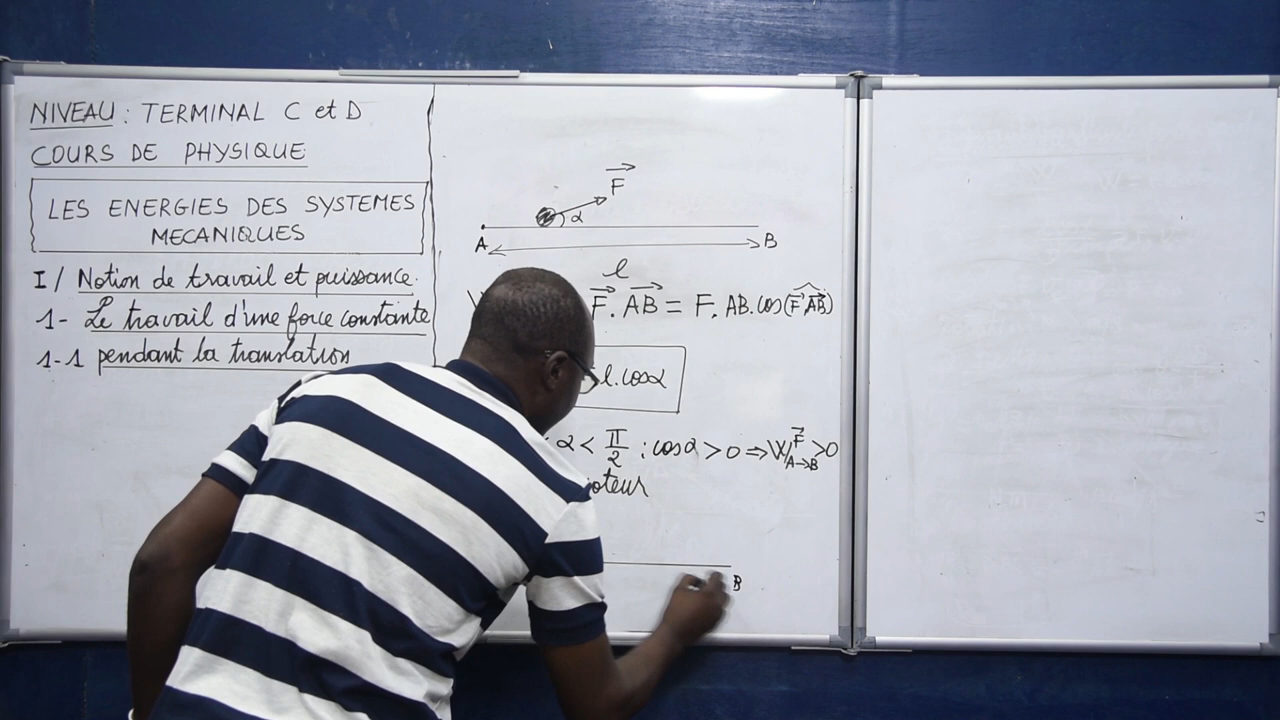 NIVEAU : TERMINAL C et D
COURS DE PHYSIQUE
LES ENERGIES DES SYSTEMES
MECANIQUES
I / Notion de travail et puissance.
1- Le travail d'une force constante
1-1 pendant la translation
F
α
A B
l
F. AB = F. AB. cos(F,AB)
l. cosα
α < π/2 ; cosα > 0 ⇒ W F A→B > 0
B